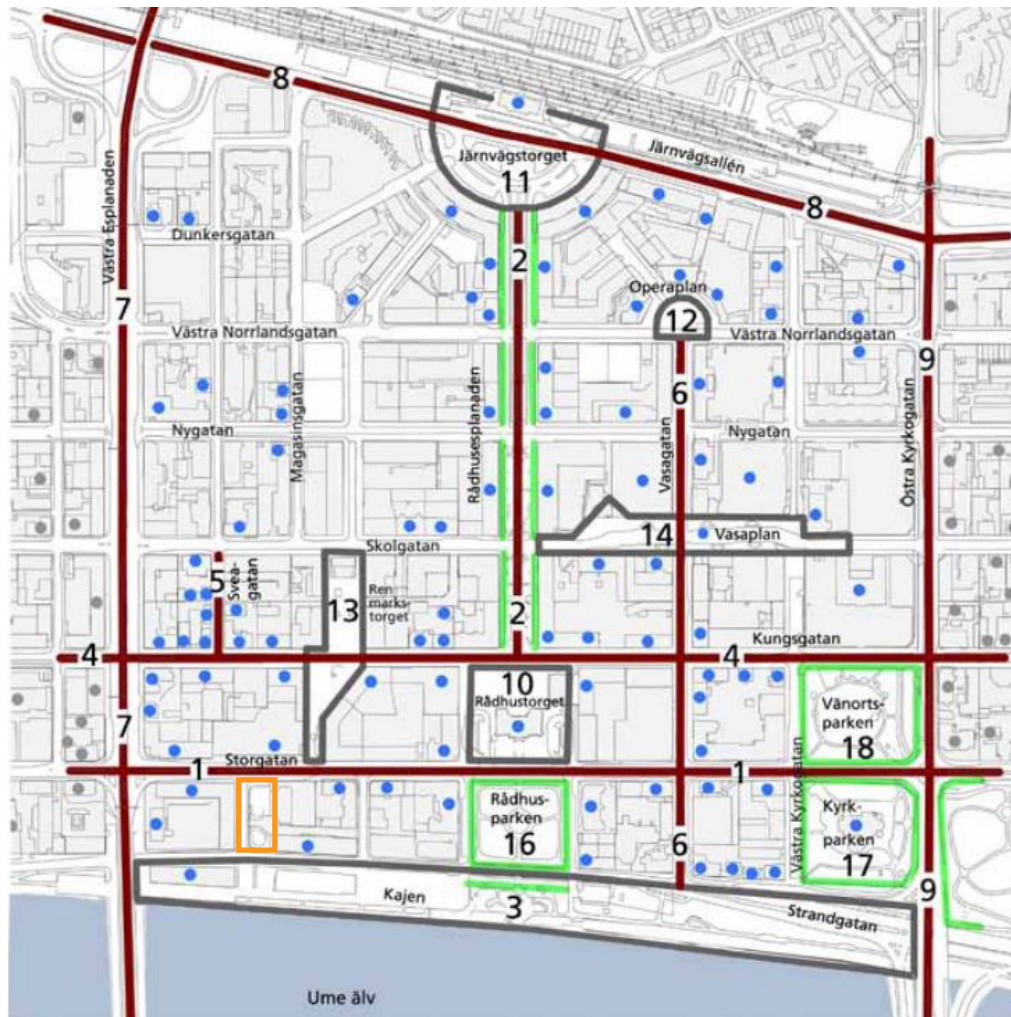 8
Järnvägsallén
Järnvägstorget
11
8
Västra Esplanaden
Dunkersgatan
2
7
Operaplan
12
Västra Norrlandsgatan
Västra Norrlandsgatan
9
6
Magasinsgatan
Rådhusesplanaden
Nygatan
Nygatan
Vasagatan
Östra Kyrkogatan
14
Vasaplan
Skolgatan
5
Svea-
gatan
13
Ren
marks-
torget
2
Kungsgatan
4
4
10
Rådhustorget
Vänorts-
parken
18
7
Storgatan
1
1
Västra Kyrkogatan
Rådhus-
parken
16
Kyrk-
parken
17
6
9
Kajen
3
Strandgatan
Ume älv